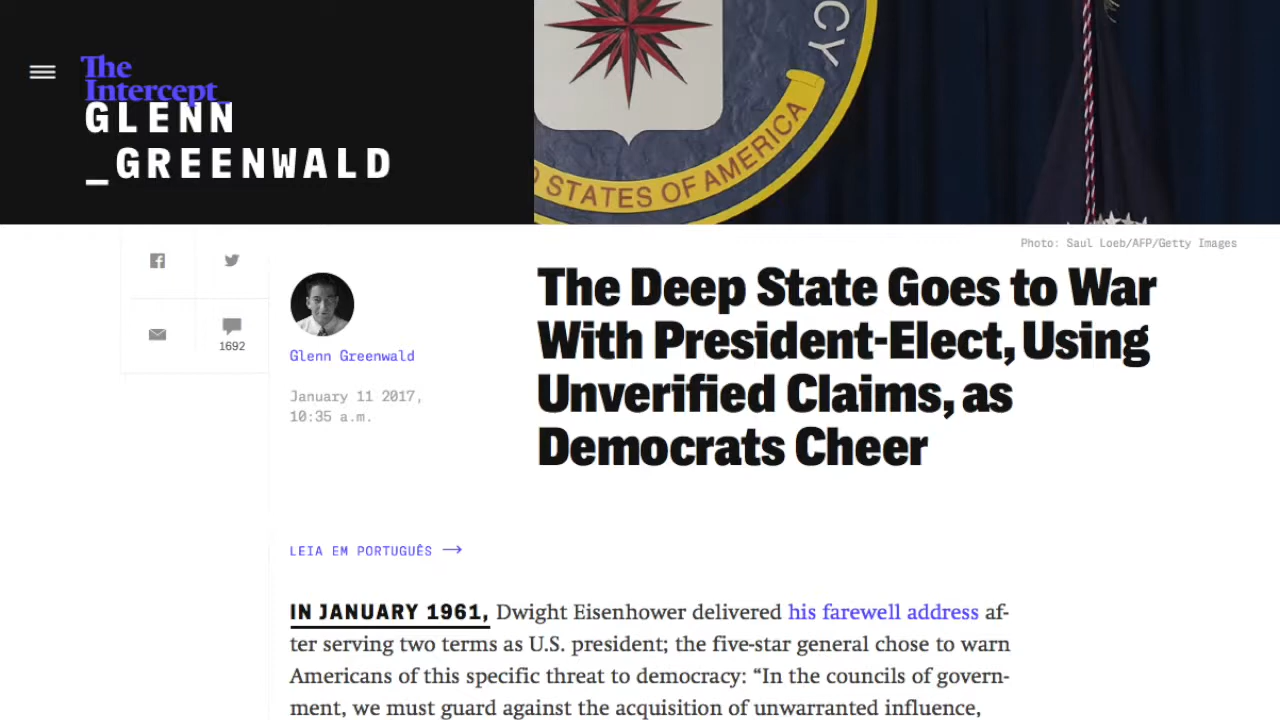 The
Intercept_
GLENN
_GREENWALD
CY
STATES OF AMERICA
Photo: Saul Loeb/AFP/Getty Images
The Deep State Goes to War
With President-Elect, Using
Unverified Claims, as
Democrats Cheer
1692
Glenn Greenwald
January 11 2017,
10:35 a.m.
LEIA EM PORTUGUÊS →
IN JANUARY 1961, Dwight Eisenhower delivered his farewell address af-
ter serving two terms as U.S. president; the five-star general chose to warn
Americans of this specific threat to democracy: “In the councils of govern-
ment, we must guard against the acquisition of unwarranted influence,